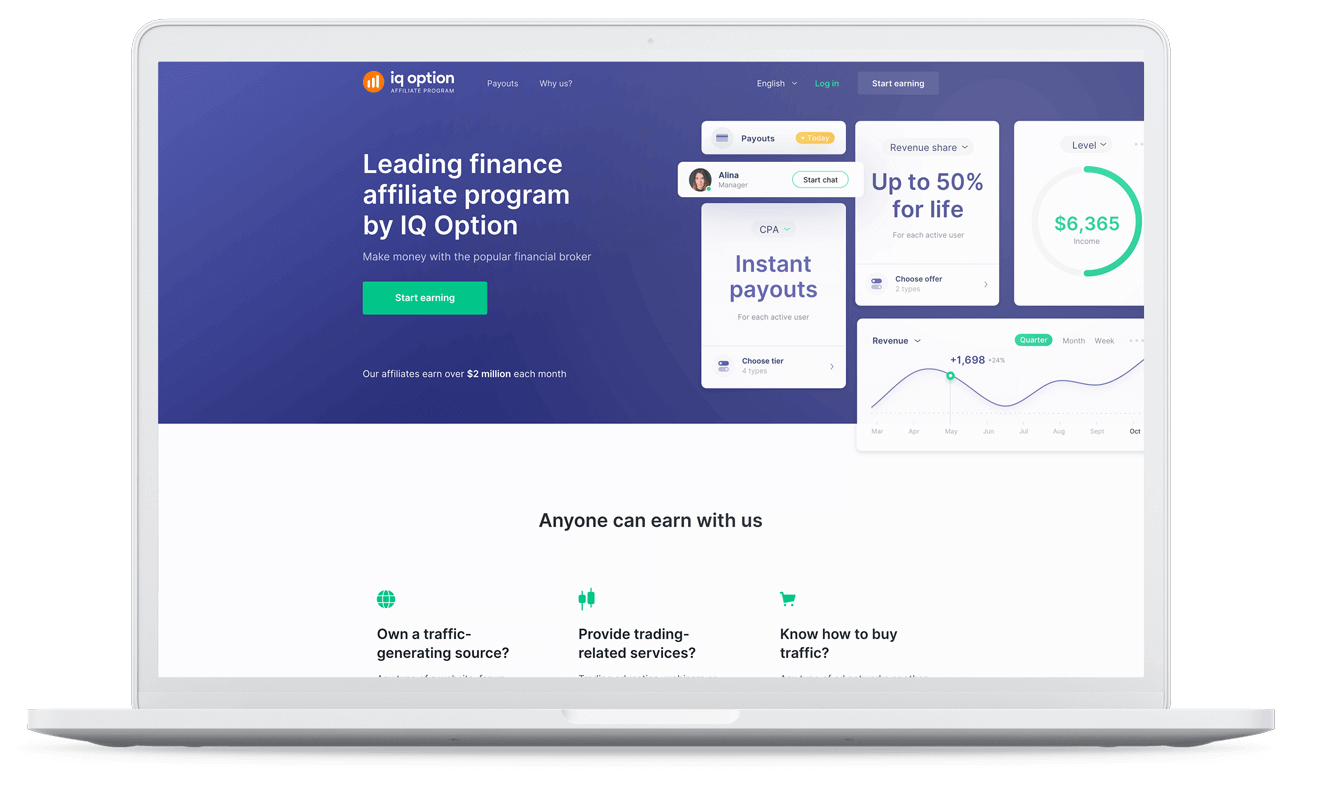 iq option
AFFILIATE PROGRAM
Payouts
Why us?
English
Log in
Start earning
Leading finance
affiliate program
by IQ Option
Make money with the popular financial broker
Start earning
Our affiliates earn over $2 million each month
Payouts
Today
Alina
Manager
Start chat
CPA
Instant
payouts
For each active user
Choose tier
4 types
Revenue share
Up to 50%
for life
For each active user
Choose offer
2 types
Level
$6,365
Income
Revenue
Quarter
Month
Week
+1,698 +24%
Mar Apr May Jun Jul Aug Sept Oct
Anyone can earn with us
Own a traffic-
generating source?
Provide trading-
related services?
Know how to buy
traffic?